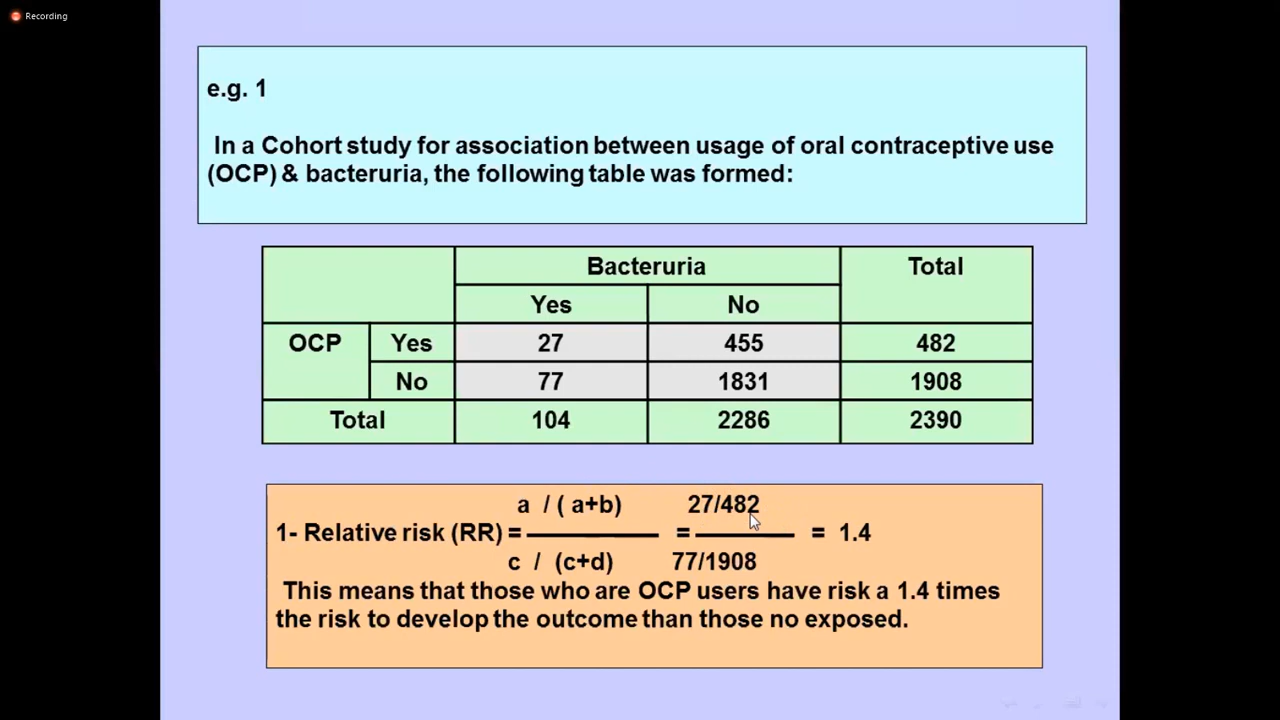 Recording
e.g. 1
In a Cohort study for association between usage of oral contraceptive use
(OCP) & bacteruria, the following table was formed:
Bacteruria Total
Yes No
OCP Yes 27 455 482
No 77 1831 1908
Total 104 2286 2390
a / ( a+b) 27/482
1- Relative risk (RR) = = = 1.4
c / (c+d) 77/1908
This means that those who are OCP users have risk a 1.4 times
the risk to develop the outcome than those no exposed.